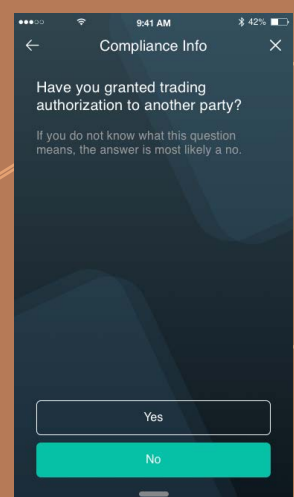 9:41 AM 42%
Compliance Info
Have you granted trading
authorization to another party?
If you do not know what this question
means, the answer is most likely a no.
Yes
No